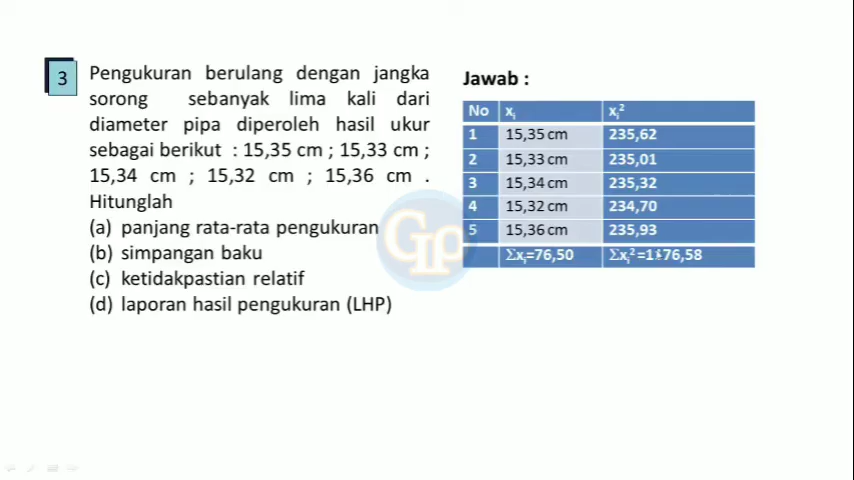 3
Pengukuran berulang dengan jangka
sorong sebanyak lima kali dari
diameter pipa diperoleh hasil ukur
sebagai berikut : 15,35 cm ; 15,33 cm ;
15,34 cm ; 15,32 cm ; 15,36 cm .
Hitunglah
(a) panjang rata-rata pengukuran
(b) simpangan baku
(c) ketidakpastian relatif
(d) laporan hasil pengukuran (LHP)
Jawab :
No xᵢ xᵢ²
1 15,35 cm 235,62
2 15,33 cm 235,01
3 15,34 cm 235,32
4 15,32 cm 234,70
5 15,36 cm 235,93
Σxᵢ=76,50 Σxᵢ²=1176,58
GIP